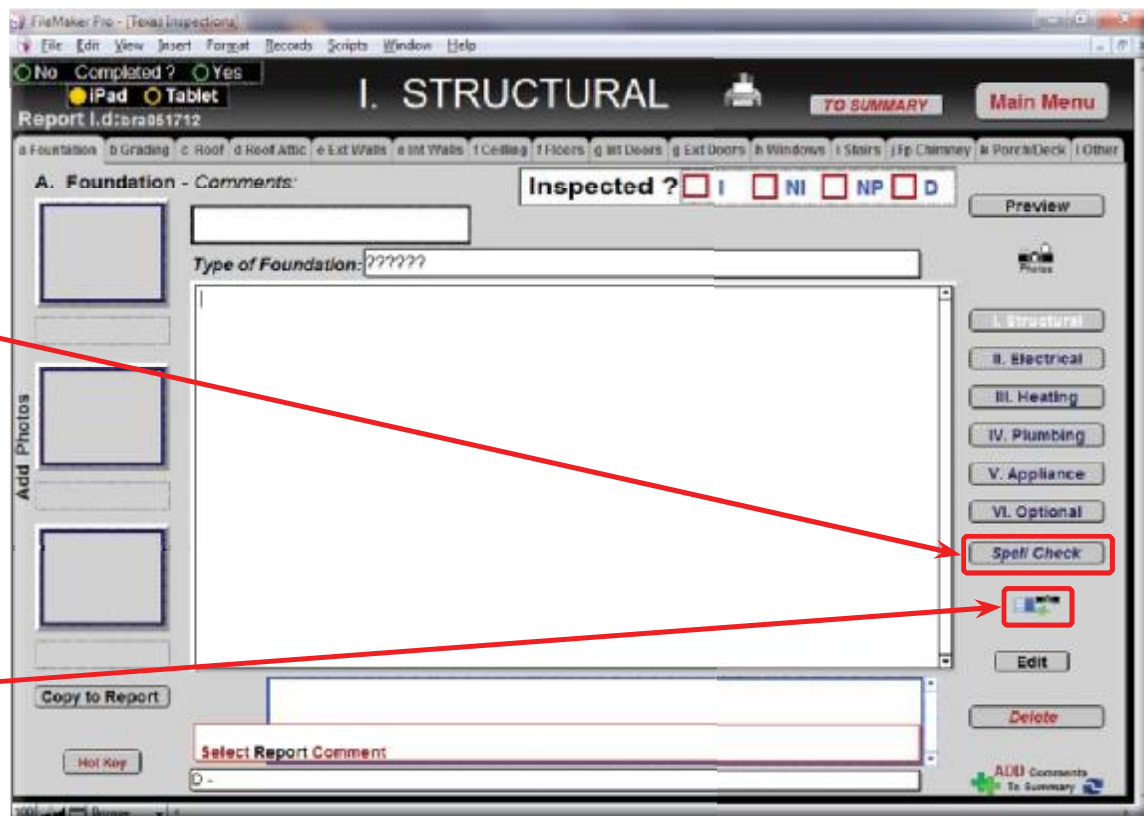 FileMaker Pro - [Texas Inspections]
File Edit View Insert Format Records Scripts Window Help
No Completed ? Yes
iPad Tablet
I. STRUCTURAL
TO SUMMARY
Main Menu
Report I.d:bra051712
a Foundation b Grading c Roof d Roof Attic e Ext Walls e Int Walls f Ceiling f Floors g Int Doors g Ext Doors h Windows i Stairs j Fp Chimney k Porch/Deck l Other
A. Foundation - Comments:
Inspected ? I NI NP D
Preview
Type of Foundation: ??????
Photos
I. Structural
II. Electrical
III. Heating
IV. Plumbing
V. Appliance
VI. Optional
Spell Check
Add Photos
Edit
Copy to Report
Delete
Select Report Comment
Hot Key
D -
ADD Comments
To Summary
100
Browse